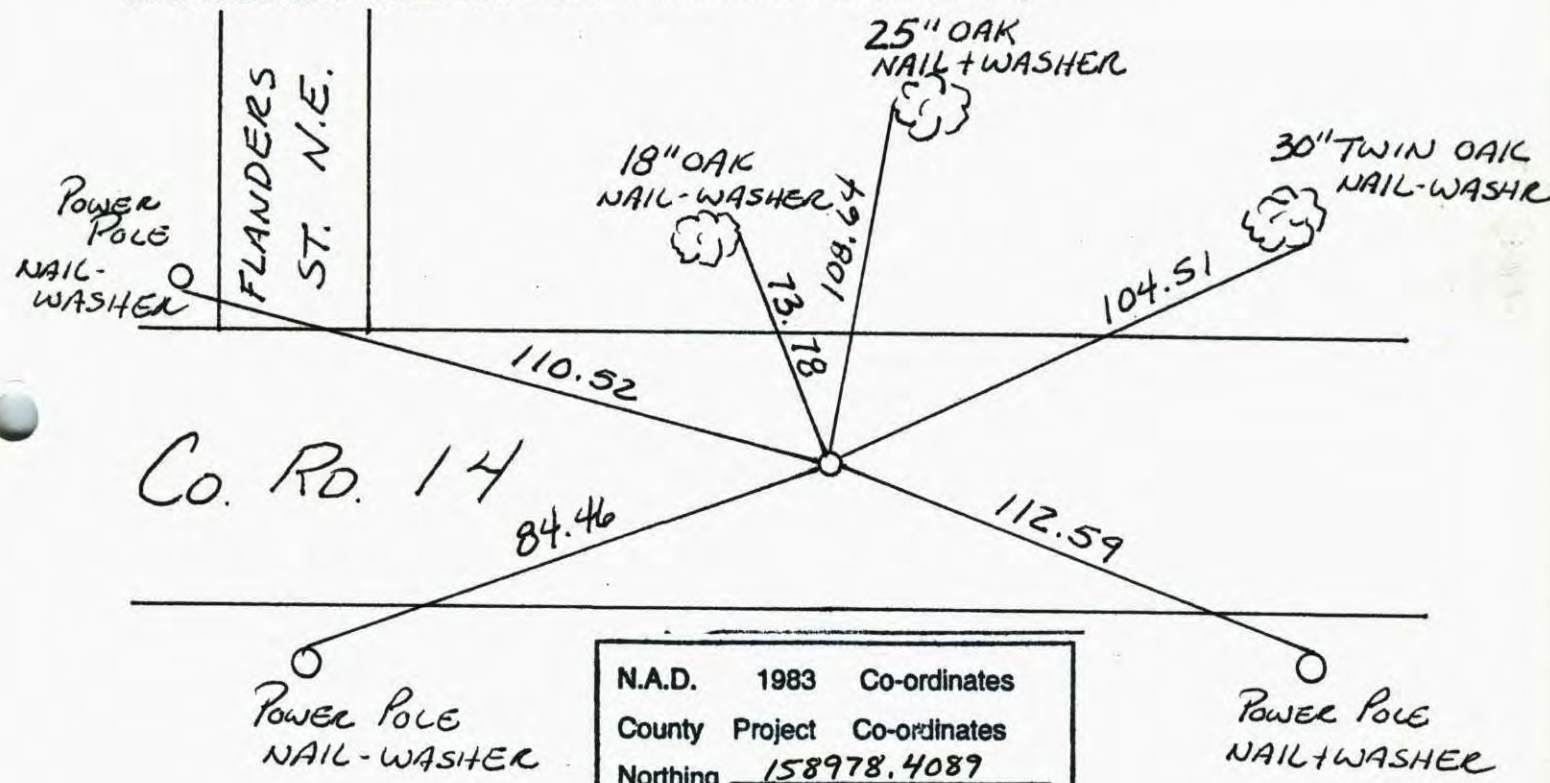 25" OAK
NAIL + WASHER
FLANDERS
ST. N.E.
18" OAK
NAIL-WASHER
30" TWIN OAK
NAIL-WASHR
POWER
POLE
NAIL-
WASHER
73.78
108.64
104.51
110.52
Co. RD. 14
84.46
112.59
POWER POLE
NAIL-WASHER
N.A.D. 1983 Co-ordinates
County Project Co-ordinates
Northing 158978.4089
POWER POLE
NAIL+WASHER